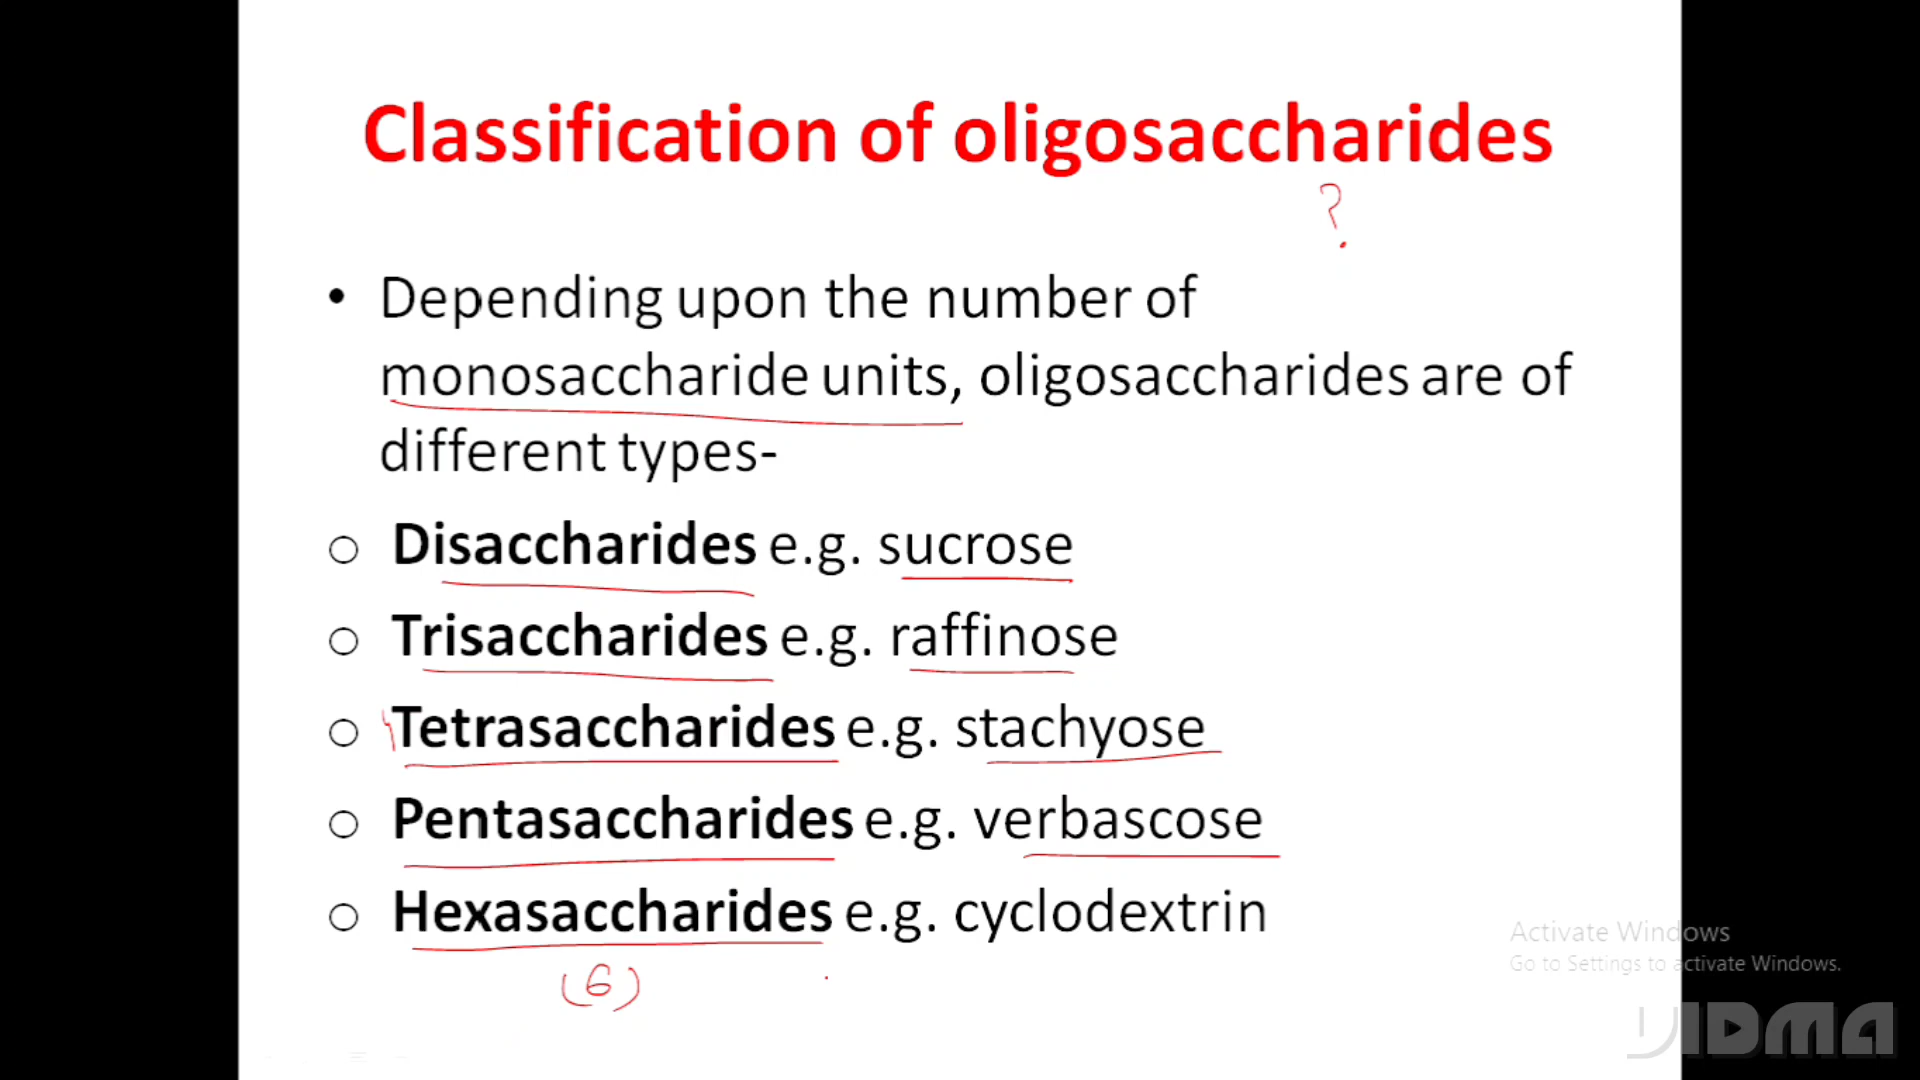 Classification of oligosaccharides
?
• Depending upon the number of
monosaccharide units, oligosaccharides are of
different types-
○ Disaccharides e.g. sucrose
○ Trisaccharides e.g. raffinose
○ Tetrasaccharides e.g. stachyose
○ Pentasaccharides e.g. verbascose
○ Hexasaccharides e.g. cyclodextrin
(6)
Activate Windows
Go to Settings to activate Windows.
VIDMA